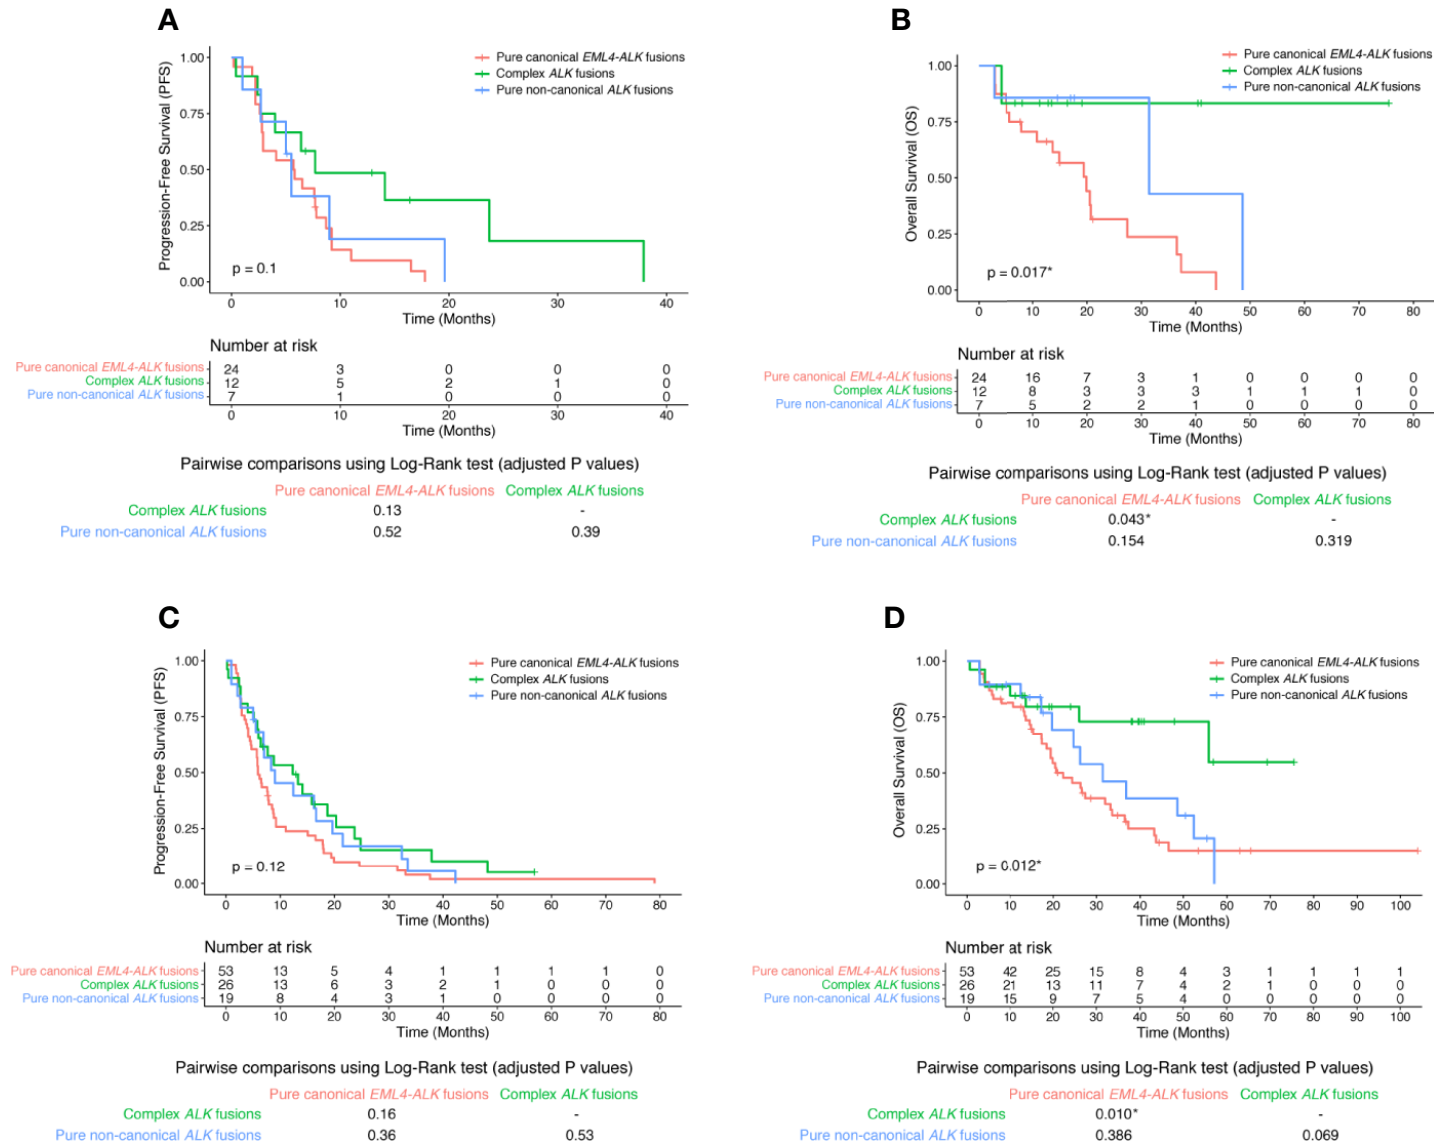 A
Progression-Free Survival (PFS)
1.00
0.75
0.50
0.25
0.00
Pure canonical EML4-ALK fusions
Complex ALK fusions
Pure non-canonical ALK fusions
p = 0.1
0 10 20 30 40
Time (Months)
Number at risk
Pure canonical EML4-ALK fusions 24 3 0 0 0
Complex ALK fusions 12 5 2 1 0
Pure non-canonical ALK fusions 7 1 0 0 0
0 10 20 30 40
Time (Months)
Pairwise comparisons using Log-Rank test (adjusted P values)
Pure canonical EML4-ALK fusions Complex ALK fusions
Complex ALK fusions 0.13 -
Pure non-canonical ALK fusions 0.52 0.39
B
Overall Survival (OS)
1.00
0.75
0.50
0.25
0.00
Pure canonical EML4-ALK fusions
Complex ALK fusions
Pure non-canonical ALK fusions
p = 0.017*
0 10 20 30 40 50 60 70 80
Time (Months)
Number at risk
Pure canonical EML4-ALK fusions 24 16 7 3 1 0 0 0 0
Complex ALK fusions 12 8 3 3 3 1 1 1 0
Pure non-canonical ALK fusions 7 5 2 2 1 0 0 0 0
0 10 20 30 40 50 60 70 80
Time (Months)
Pairwise comparisons using Log-Rank test (adjusted P values)
Pure canonical EML4-ALK fusions Complex ALK fusions
Complex ALK fusions 0.043* -
Pure non-canonical ALK fusions 0.154 0.319
C
Progression-Free Survival (PFS)
1.00
0.75
0.50
0.25
0.00
Pure canonical EML4-ALK fusions
Complex ALK fusions
Pure non-canonical ALK fusions
p = 0.12
0 10 20 30 40 50 60 70 80
Time (Months)
Number at risk
Pure canonical EML4-ALK fusions 53 13 5 4 1 1 1 1 0
Complex ALK fusions 26 13 6 3 2 1 0 0 0
Pure non-canonical ALK fusions 19 8 4 3 1 0 0 0 0
0 10 20 30 40 50 60 70 80
Time (Months)
Pairwise comparisons using Log-Rank test (adjusted P values)
Pure canonical EML4-ALK fusions Complex ALK fusions
Complex ALK fusions 0.16 -
Pure non-canonical ALK fusions 0.36 0.53
D
Overall Survival (OS)
1.00
0.75
0.50
0.25
0.00
Pure canonical EML4-ALK fusions
Complex ALK fusions
Pure non-canonical ALK fusions
p = 0.012*
0 10 20 30 40 50 60 70 80 90 100
Time (Months)
Number at risk
Pure canonical EML4-ALK fusions 53 42 25 15 8 4 3 1 1 1 1
Complex ALK fusions 26 21 13 11 7 4 2 1 0 0 0
Pure non-canonical ALK fusions 19 15 9 7 5 4 0 0 0 0 0
0 10 20 30 40 50 60 70 80 90 100
Time (Months)
Pairwise comparisons using Log-Rank test (adjusted P values)
Pure canonical EML4-ALK fusions Complex ALK fusions
Complex ALK fusions 0.010* -
Pure non-canonical ALK fusions 0.386 0.069